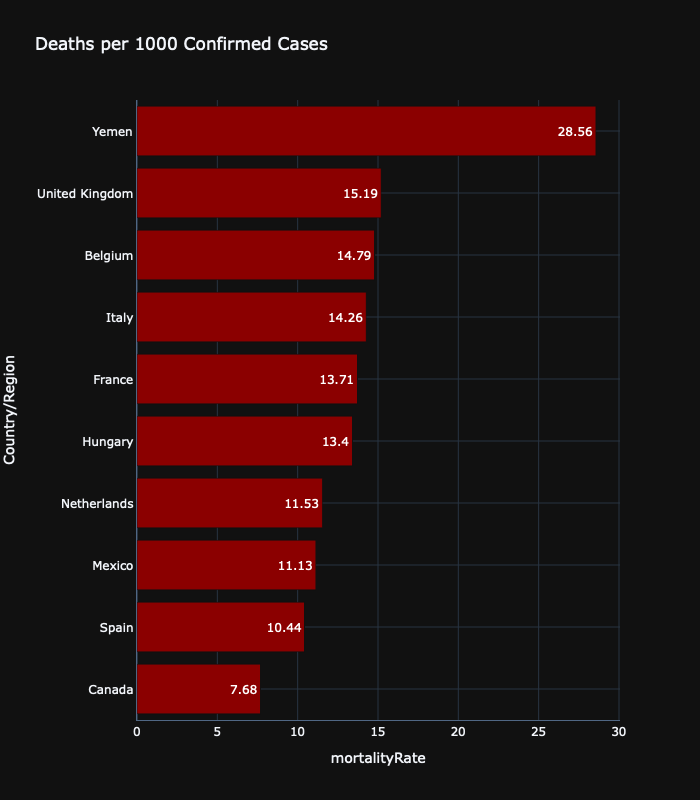 Deaths per 1000 Confirmed Cases
Country/Region
Yemen 28.56
United Kingdom 15.19
Belgium 14.79
Italy 14.26
France 13.71
Hungary 13.4
Netherlands 11.53
Mexico 11.13
Spain 10.44
Canada 7.68
0 5 10 15 20 25 30
mortalityRate